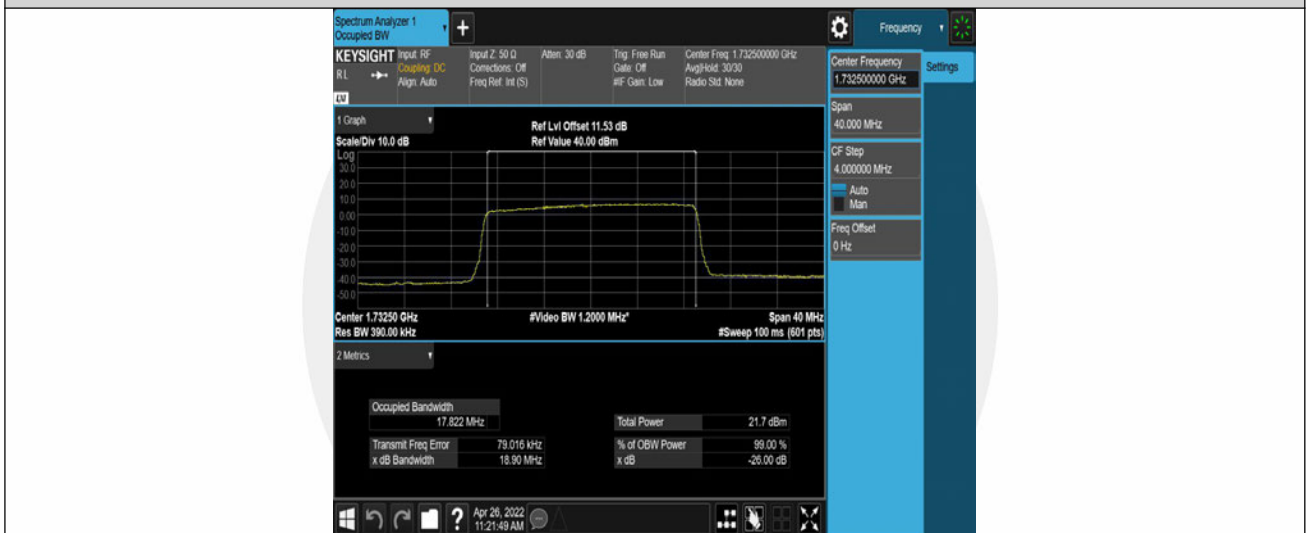 Spectrum Analyzer 1
Occupied BW
+
Frequency
KEYSIGHT
R L
Input: RF
Coupling: DC
Align: Auto
Input Z: 50 Ω
Corrections: Off
Freq Ref: Int (S)
Atten: 30 dB
Trig: Free Run
Gate: Off
#IF Gain: Low
Center Freq: 1.732500000 GHz
Avg|Hold: 30/30
Radio Std: None
Center Frequency
1.732500000 GHz
Settings
Span
40.000 MHz
CF Step
4.000000 MHz
Auto
Man
Freq Offset
0 Hz
1 Graph
Scale/Div 10.0 dB
Ref Lvl Offset 11.53 dB
Ref Value 40.00 dBm
Log
30.0
20.0
10.0
0.00
-10.0
-20.0
-30.0
-40.0
-50.0
Center 1.73250 GHz
#Video BW 1.2000 MHz*
Span 40 MHz
Res BW 390.00 kHz
#Sweep 100 ms (601 pts)
2 Metrics
Occupied Bandwidth
17.822 MHz
Total Power 21.7 dBm
Transmit Freq Error 79.016 kHz
% of OBW Power 99.00 %
x dB Bandwidth 18.90 MHz
x dB -26.00 dB
?
Apr 26, 2022
11:21:49 AM